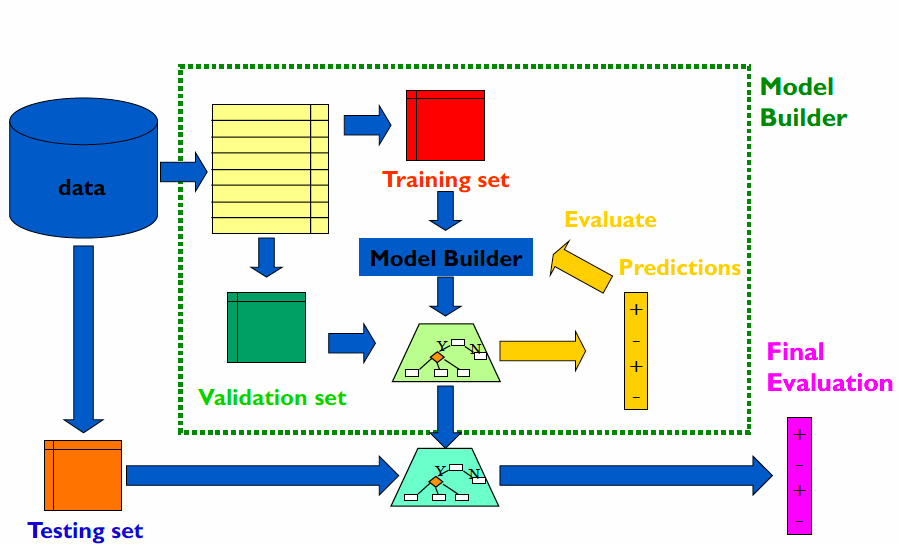 Model
Builder
data
Training set
Evaluate
Model Builder
Predictions
+
-
+
-
Y
N
Validation set
Final
Evaluation
Y
N
+
-
+
-
Testing set